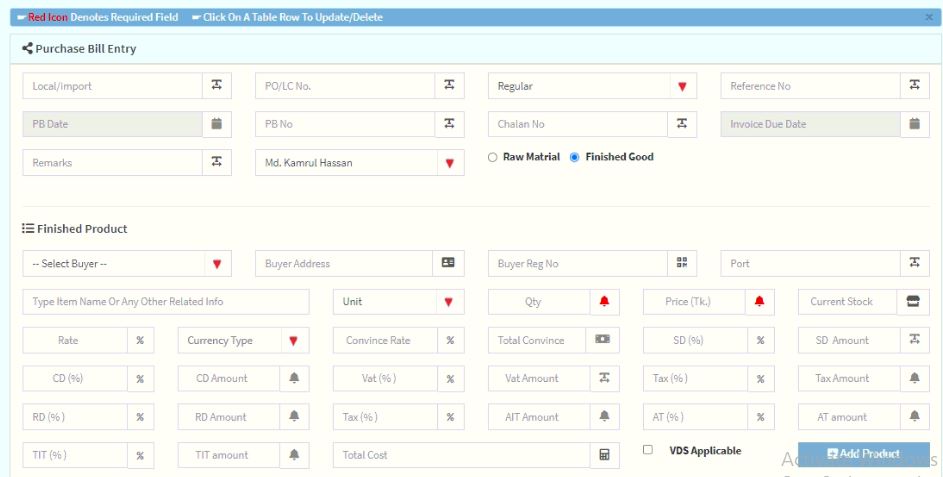 Red Icon Denotes Required Field Click On A Table Row To Update/Delete ×
Purchase Bill Entry
Local/import PO/LC No. Regular Reference No
PB Date PB No Chalan No Invoice Due Date
Remarks Md. Kamrul Hassan Raw Matrial Finished Good
Finished Product
-- Select Buyer -- Buyer Address Buyer Reg No Port
Type Item Name Or Any Other Related Info Unit Qty Price (Tk.) Current Stock
Rate % Currency Type Convince Rate % Total Convince SD (%) % SD Amount
CD (%) % CD Amount Vat (% ) % Vat Amount Tax (% ) % Tax Amount
RD (% ) % RD Amount Tax (% ) % AIT Amount AT (% ) % AT amount
TIT (% ) % TIT amount Total Cost VDS Applicable Add Product